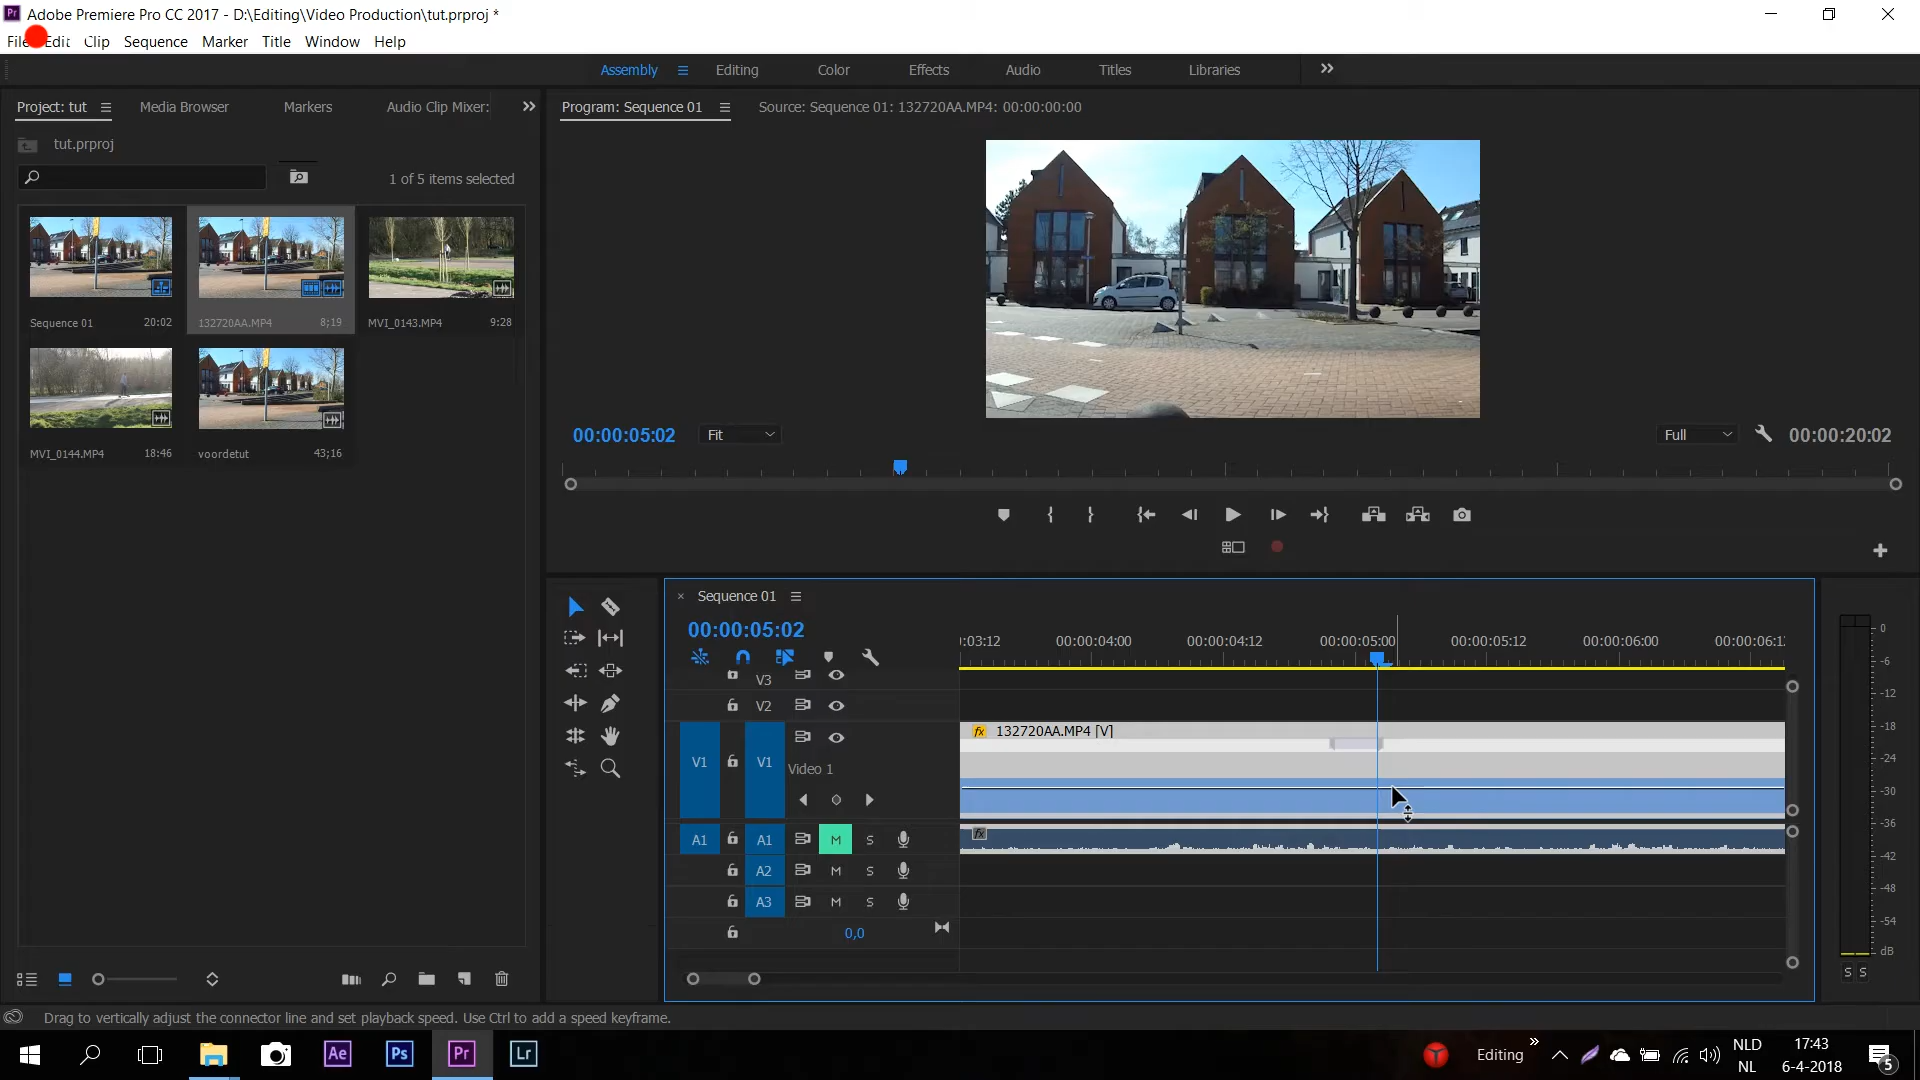 Adobe Premiere Pro CC 2017 - D:\Editing\Video Production\tut.prproj *
File Edit Clip Sequence Marker Title Window Help
Assembly Editing Color Effects Audio Titles Libraries
Project: tut Media Browser Markers Audio Clip Mixer:
Program: Sequence 01 Source: Sequence 01: 132720AA.MP4: 00:00:00:00
tut.prproj
1 of 5 items selected
Sequence 01 20:02 132720AA.MP4 8;19 MVI_0143.MP4 9:28
MVI_0144.MP4 18:46 voordetut 43;16
00:00:05:02 Fit Full 00:00:20:02
Sequence 01
00:00:05:02
:03:12 00:00:04:00 00:00:04:12 00:00:05:00 00:00:05:12 00:00:06:00 00:00:06:1
V3
V2
fx 132720AA.MP4 [V]
V1 V1 Video 1
A1 A1 M S fx
A2 M S
A3 M S
0,0
0
-6
-12
-18
-24
-30
-36
-42
-48
-54
dB
S S
Drag to vertically adjust the connector line and set playback speed. Use Ctrl to add a speed keyframe.
Ae Ps Pr Lr
Editing
NLD
NL
17:43
6-4-2018
5